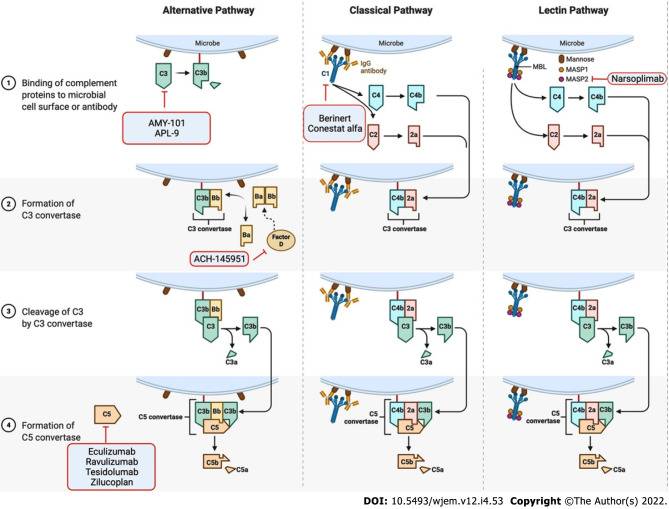 Alternative Pathway
Classical Pathway
Lectin Pathway
Microbe
Microbe
Microbe
1 Binding of complement
proteins to microbial
cell surface or antibody
C3
C3b
AMY-101
APL-9
IgG
antibody
C1
C4
C4b
Berinert
Conestat alfa
C2
2a
MBL
Mannose
MASP1
MASP2
Narsoplimab
C4
C4b
C2
2a
2 Formation of
C3 convertase
C3b
Bb
Ba
Bb
C3 convertase
Ba
Factor
D
ACH-145951
C4b
2a
C3 convertase
C4b
2a
C3 convertase
3 Cleavage of C3
by C3 convertase
C3b
Bb
C3
C3b
C3a
C4b
2a
C3
C3b
C3a
C4b
2a
C3
C3b
C3a
4 Formation of
C5 convertase
C5
Eculizumab
Ravulizumab
Tesidolumab
Zilucoplan
C5 convertase
C3b
Bb
C3b
C5
C5b
C5a
C5
convertase
C4b
2a
C3b
C5
C5b
C5a
C5
convertase
C4b
2a
C3b
C5
C5b
C5a
DOI: 10.5493/wjem.v12.i4.53 Copyright ©The Author(s) 2022.